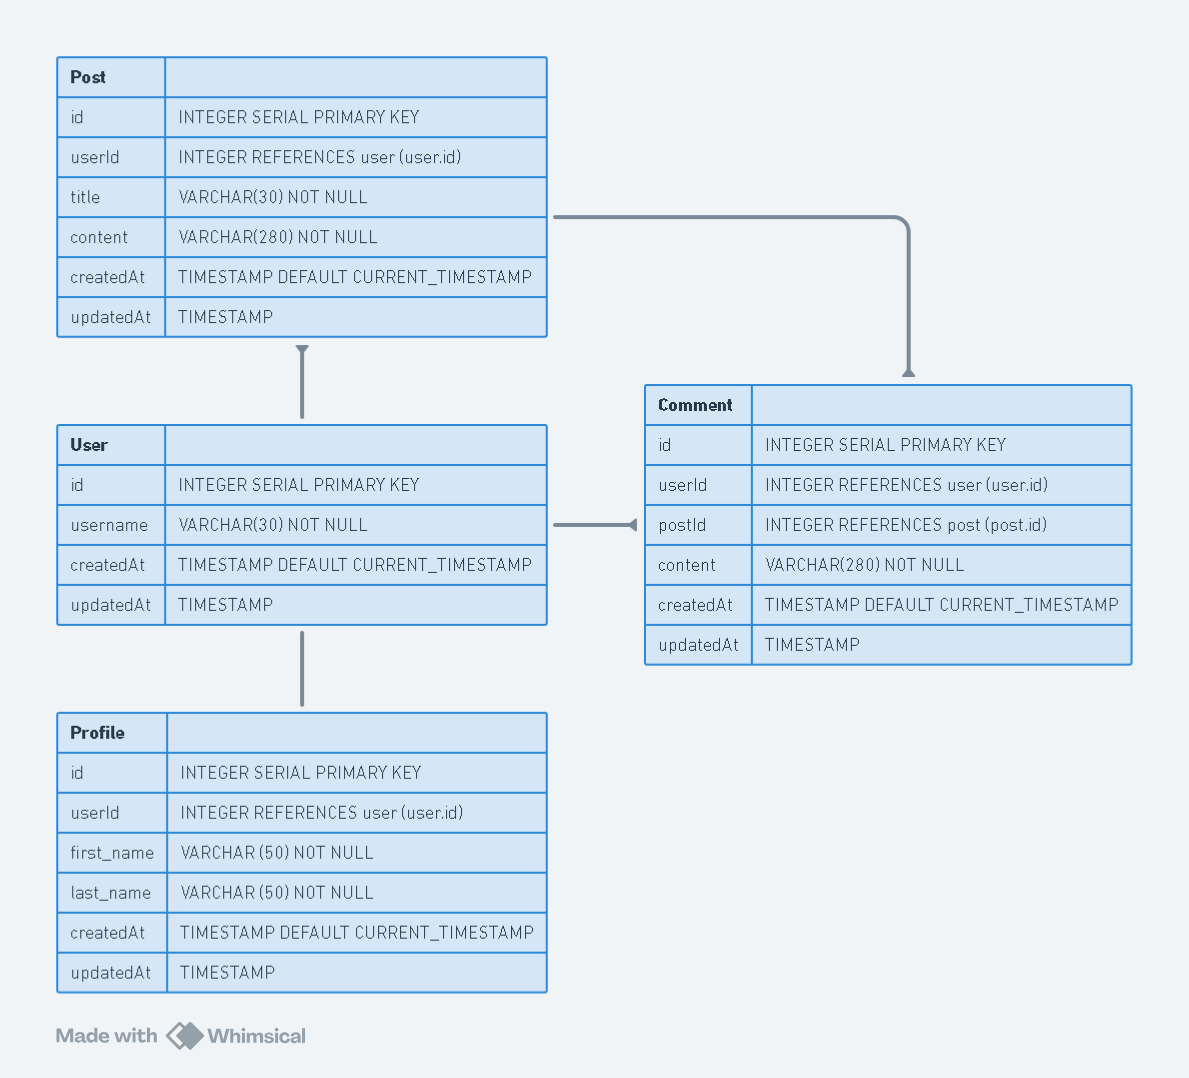 Post
id INTEGER SERIAL PRIMARY KEY
userId INTEGER REFERENCES user (user.id)
title VARCHAR(30) NOT NULL
content VARCHAR(280) NOT NULL
createdAt TIMESTAMP DEFAULT CURRENT_TIMESTAMP
updatedAt TIMESTAMP
User
id INTEGER SERIAL PRIMARY KEY
username VARCHAR(30) NOT NULL
createdAt TIMESTAMP DEFAULT CURRENT_TIMESTAMP
updatedAt TIMESTAMP
Comment
id INTEGER SERIAL PRIMARY KEY
userId INTEGER REFERENCES user (user.id)
postId INTEGER REFERENCES post (post.id)
content VARCHAR(280) NOT NULL
createdAt TIMESTAMP DEFAULT CURRENT_TIMESTAMP
updatedAt TIMESTAMP
Profile
id INTEGER SERIAL PRIMARY KEY
userId INTEGER REFERENCES user (user.id)
first_name VARCHAR (50) NOT NULL
last_name VARCHAR (50) NOT NULL
createdAt TIMESTAMP DEFAULT CURRENT_TIMESTAMP
updatedAt TIMESTAMP
Made with Whimsical